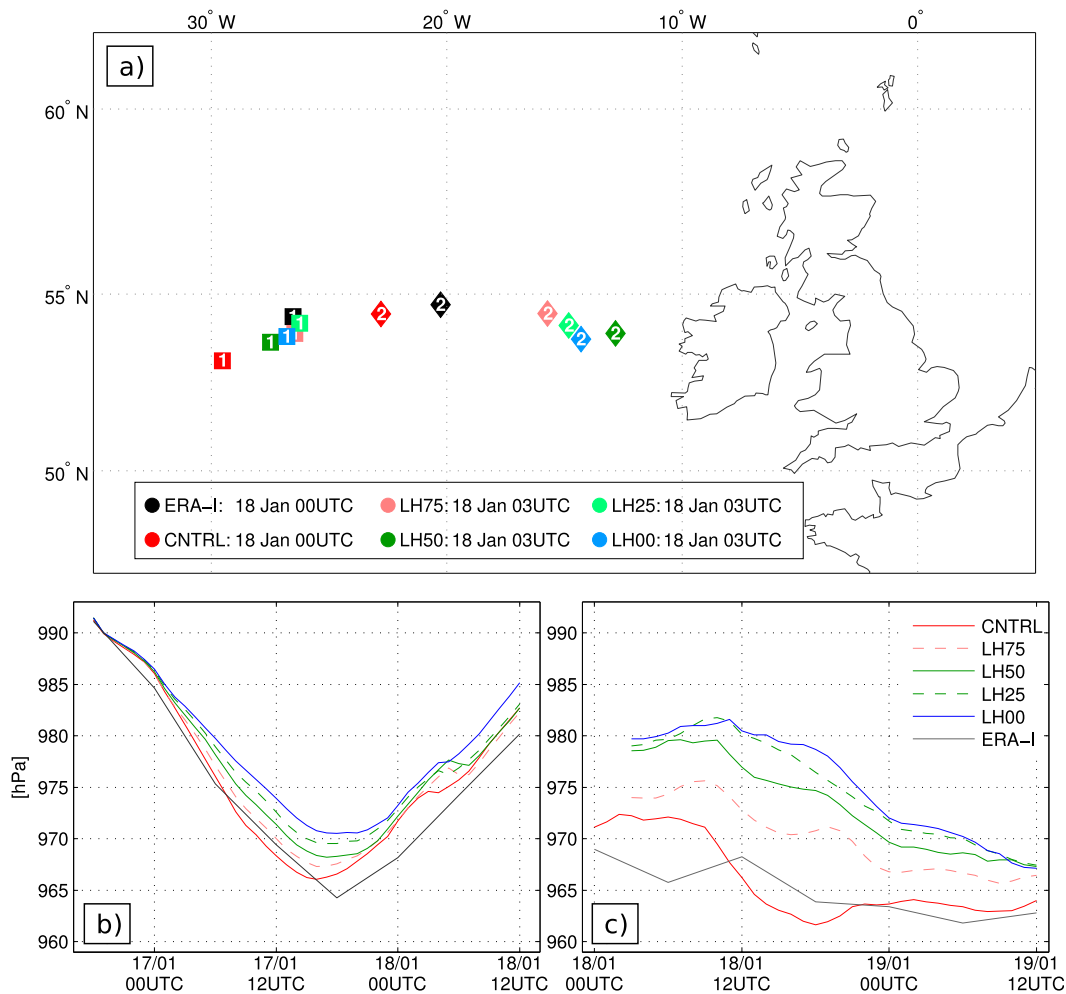 30° W 20° W 10° W 0°
a)
60° N
55° N
50° N
1 1 1 1 1 1
2 2 2 2 2 2
ERA−I: 18 Jan 00UTC LH75: 18 Jan 03UTC LH25: 18 Jan 03UTC
CNTRL: 18 Jan 00UTC LH50: 18 Jan 03UTC LH00: 18 Jan 03UTC
[hPa]
990
985
980
975
970
965
960
b)
17/01 00UTC
17/01 12UTC
18/01 00UTC
18/01 12UTC
990
985
980
975
970
965
960
c)
CNTRL
LH75
LH50
LH25
LH00
ERA−I
18/01 00UTC
18/01 12UTC
19/01 00UTC
19/01 12UTC